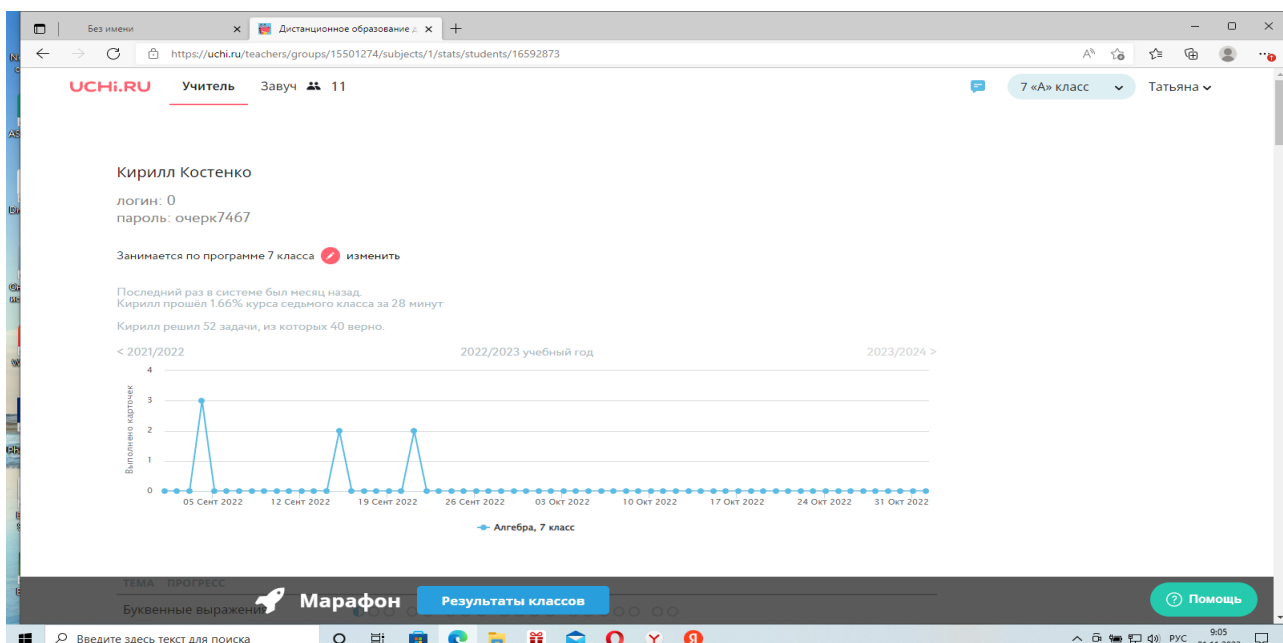 Без имени
Дистанционное образование д
https://uchi.ru/teachers/groups/15501274/subjects/1/stats/students/16592873
UCHi.RU Учитель Завуч 11 7 «А» класс Татьяна
Кирилл Костенко
логин: 0
пароль: очерк7467
Занимается по программе 7 класса изменить
Последний раз в системе был месяц назад.
Кирилл прошёл 1.66% курса седьмого класса за 28 минут
Кирилл решил 52 задачи, из которых 40 верно.
< 2021/2022 2022/2023 учебный год 2023/2024 >
Выполнено карточек
4
3
2
1
0
05 Сент 2022 12 Сент 2022 19 Сент 2022 26 Сент 2022 03 Окт 2022 10 Окт 2022 17 Окт 2022 24 Окт 2022 31 Окт 2022
Алгебра, 7 класс
ТЕМА ПРОГРЕСС
Буквенные выражения
Марафон Результаты классов
Помощь
Введите здесь текст для поиска
РУС 9:05